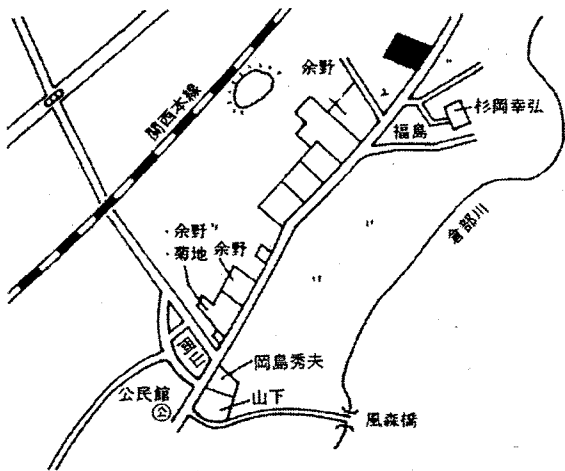 余野
関西本線
杉岡幸弘
福島
倉部川
・余野
・菊地
余野
岡山
岡島秀夫
公民館
公
山下
風森橋